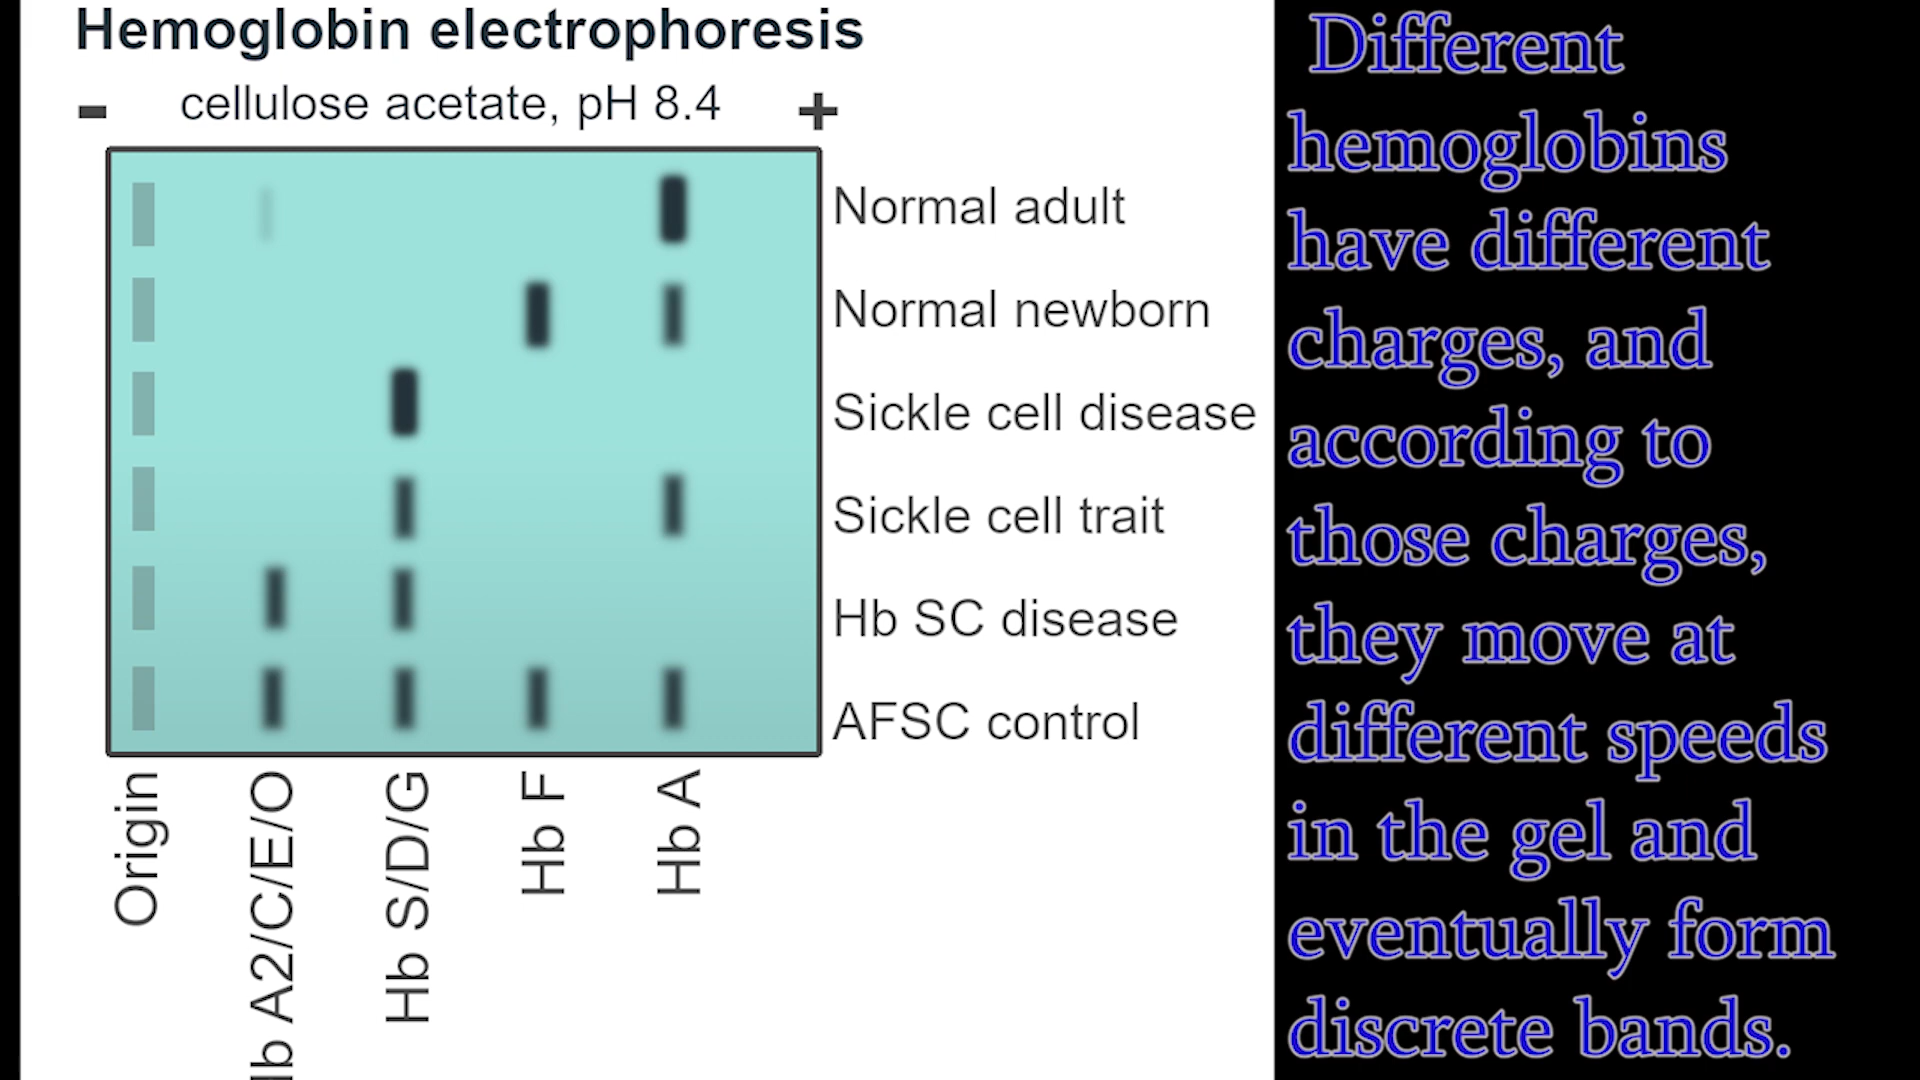 Hemoglobin electrophoresis
- cellulose acetate, pH 8.4 +
Normal adult
Normal newborn
Sickle cell disease
Sickle cell trait
Hb SC disease
AFSC control
Origin
Hb A2/C/E/O
Hb S/D/G
Hb F
Hb A
Different
hemoglobins
have different
charges, and
according to
those charges,
they move at
different speeds
in the gel and
eventually form
discrete bands.